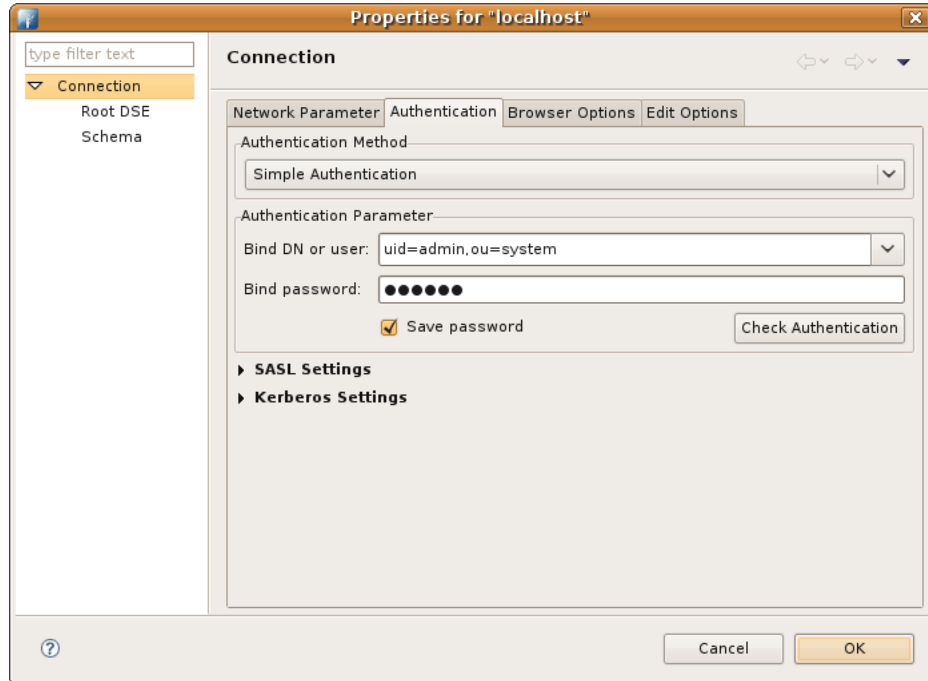 Properties for "localhost"
type filter text
Connection
Root DSE
Schema
Connection
Network Parameter Authentication Browser Options Edit Options
Authentication Method
Simple Authentication
Authentication Parameter
Bind DN or user: uid=admin,ou=system
Bind password: ●●●●●●
Save password Check Authentication
SASL Settings
Kerberos Settings
Cancel OK